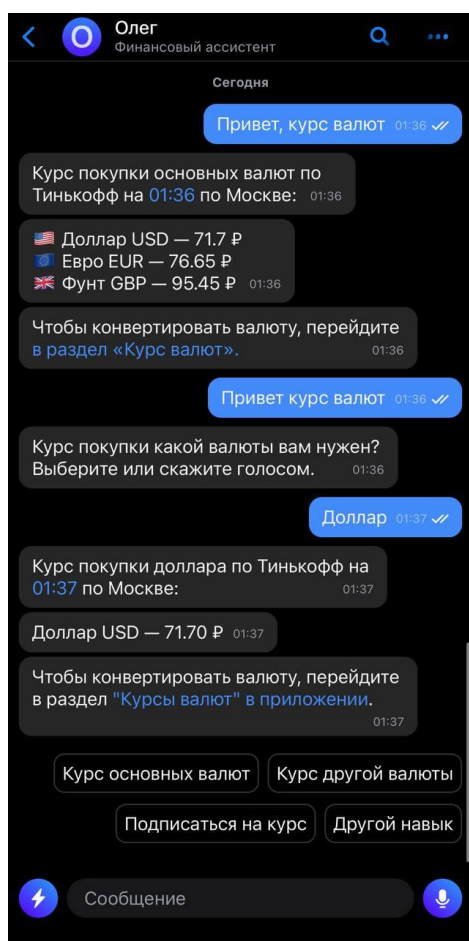 Олег
Финансовый ассистент
Сегодня
Привет, курс валют 01:36
Курс покупки основных валют по
Тинькофф на 01:36 по Москве: 01:36
Доллар USD — 71.7 ₽
Евро EUR — 76.65 ₽
Фунт GBP — 95.45 ₽ 01:36
Чтобы конвертировать валюту, перейдите
в раздел «Курс валют». 01:36
Привет курс валют 01:36
Курс покупки какой валюты вам нужен?
Выберите или скажите голосом. 01:36
Доллар 01:37
Курс покупки доллара по Тинькофф на
01:37 по Москве: 01:37
Доллар USD — 71.70 ₽ 01:37
Чтобы конвертировать валюту, перейдите
в раздел "Курсы валют" в приложении.
01:37
Курс основных валют Курс другой валюты
Подписаться на курс Другой навык
Сообщение